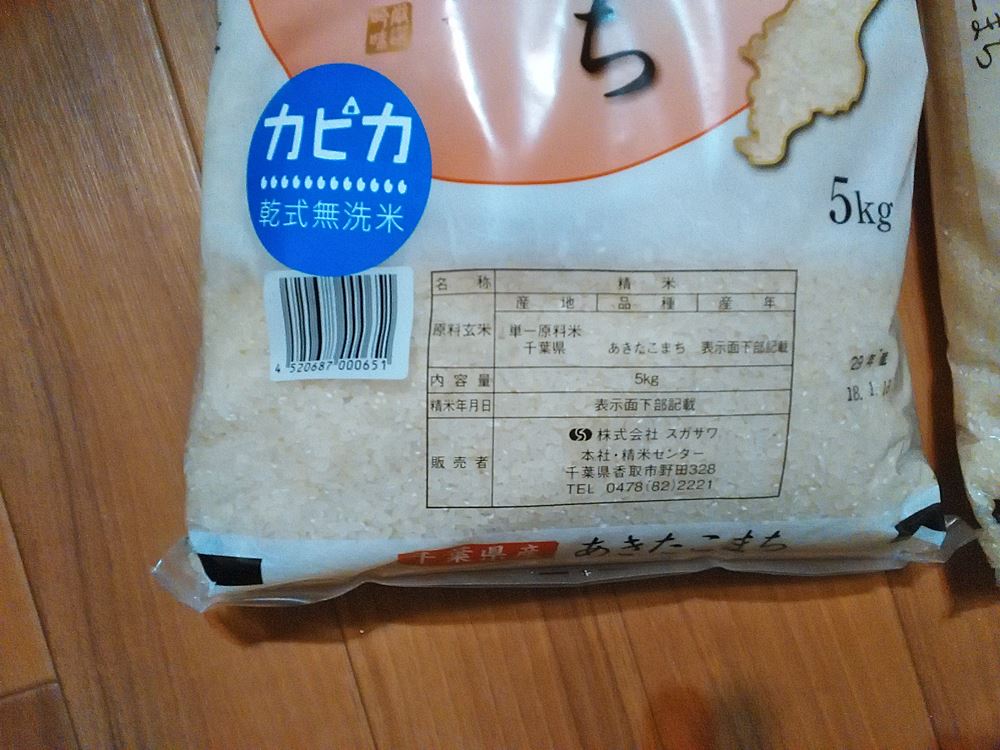 ち
カピカ
乾式無洗米
5kg
4 520687 000651
名称 精米
産地 品種 産年
原料玄米 単一原料米
千葉県 あきたこまち 表示面下部記載
内容量 5kg
精米年月日 表示面下部記載
販売者 株式会社 スガサワ
本社・精米センター
千葉県香取市野田328
TEL 0478(82)2221
29年産
18.1.
千葉県産 あきたこまち
こまち